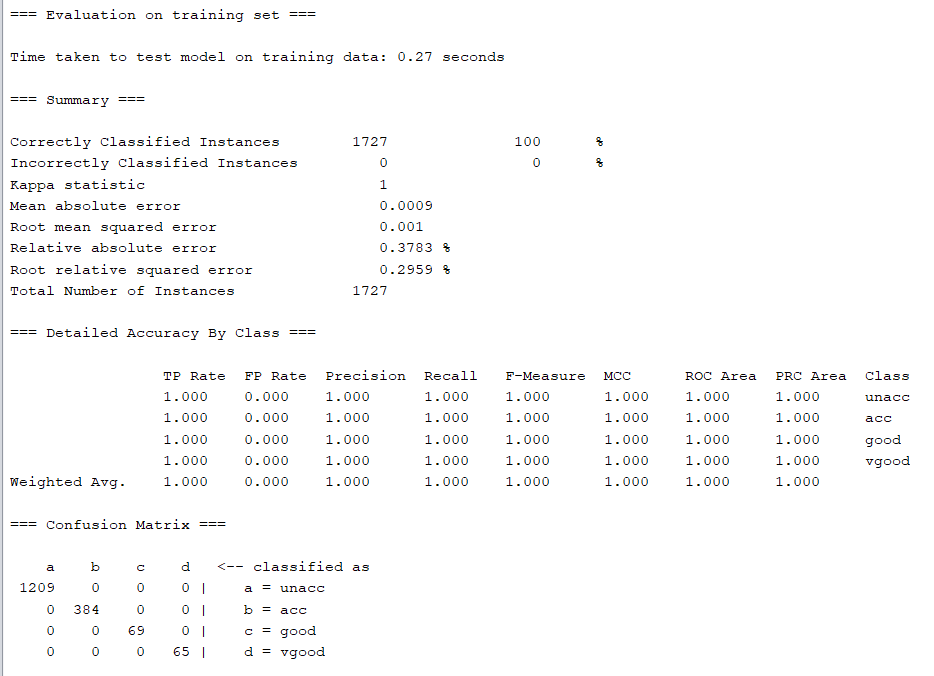 === Evaluation on training set ===
Time taken to test model on training data: 0.27 seconds
=== Summary ===
Correctly Classified Instances        1727              100      %
Incorrectly Classified Instances         0                0      %
Kappa statistic                          1
Mean absolute error                      0.0009
Root mean squared error                  0.001
Relative absolute error                  0.3783 %
Root relative squared error              0.2959 %
Total Number of Instances             1727
=== Detailed Accuracy By Class ===
                 TP Rate  FP Rate  Precision  Recall   F-Measure  MCC      ROC Area  PRC Area  Class
                 1.000    0.000    1.000      1.000    1.000      1.000    1.000     1.000     unacc
                 1.000    0.000    1.000      1.000    1.000      1.000    1.000     1.000     acc
                 1.000    0.000    1.000      1.000    1.000      1.000    1.000     1.000     good
                 1.000    0.000    1.000      1.000    1.000      1.000    1.000     1.000     vgood
Weighted Avg.    1.000    0.000    1.000      1.000    1.000      1.000    1.000     1.000
=== Confusion Matrix ===
    a    b    c    d   <-- classified as
 1209    0    0    0 |    a = unacc
    0  384    0    0 |    b = acc
    0    0   69    0 |    c = good
    0    0    0   65 |    d = vgood